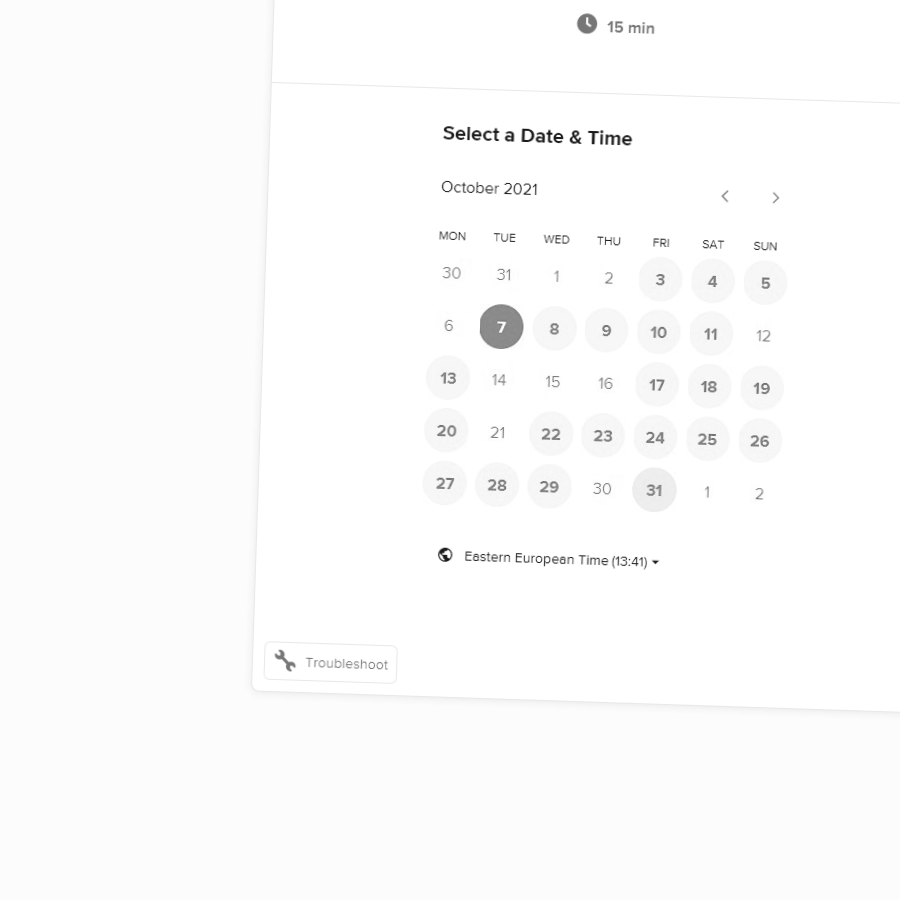 15 min
Select a Date & Time
October 2021
MON TUE WED THU FRI SAT SUN
30 31 1 2 3 4 5
6 7 8 9 10 11 12
13 14 15 16 17 18 19
20 21 22 23 24 25 26
27 28 29 30 31 1 2
Eastern European Time (13:41)
Troubleshoot